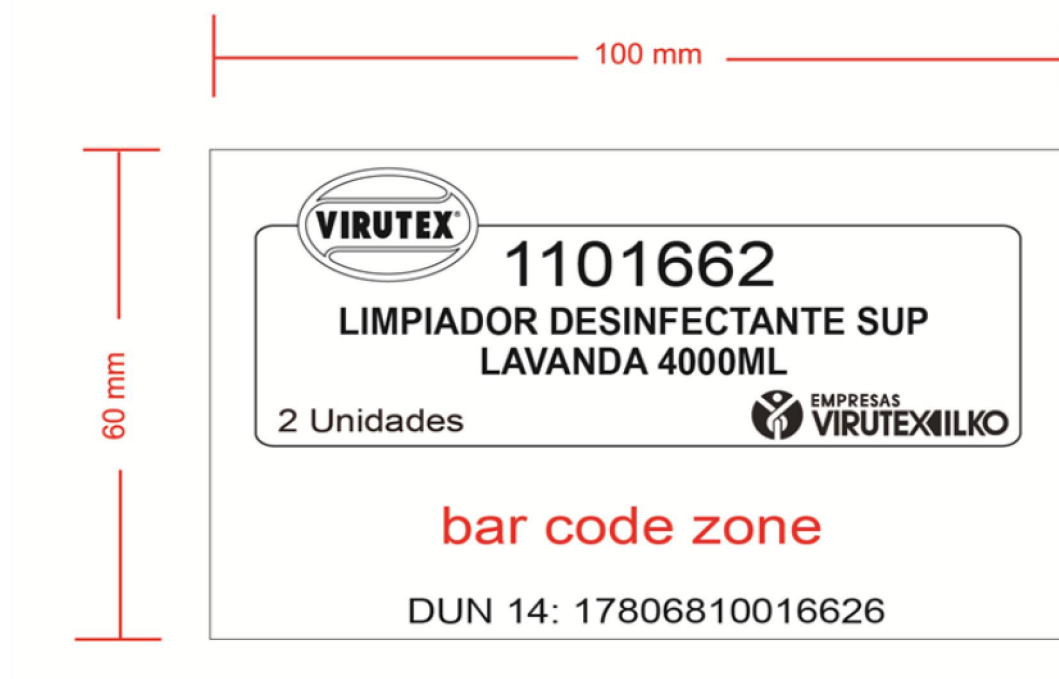 100 mm
60 mm
VIRUTEX®
1101662
LIMPIADOR DESINFECTANTE SUP
LAVANDA 4000ML
2 Unidades
EMPRESAS
VIRUTEX ILKO
bar code zone
DUN 14: 17806810016626